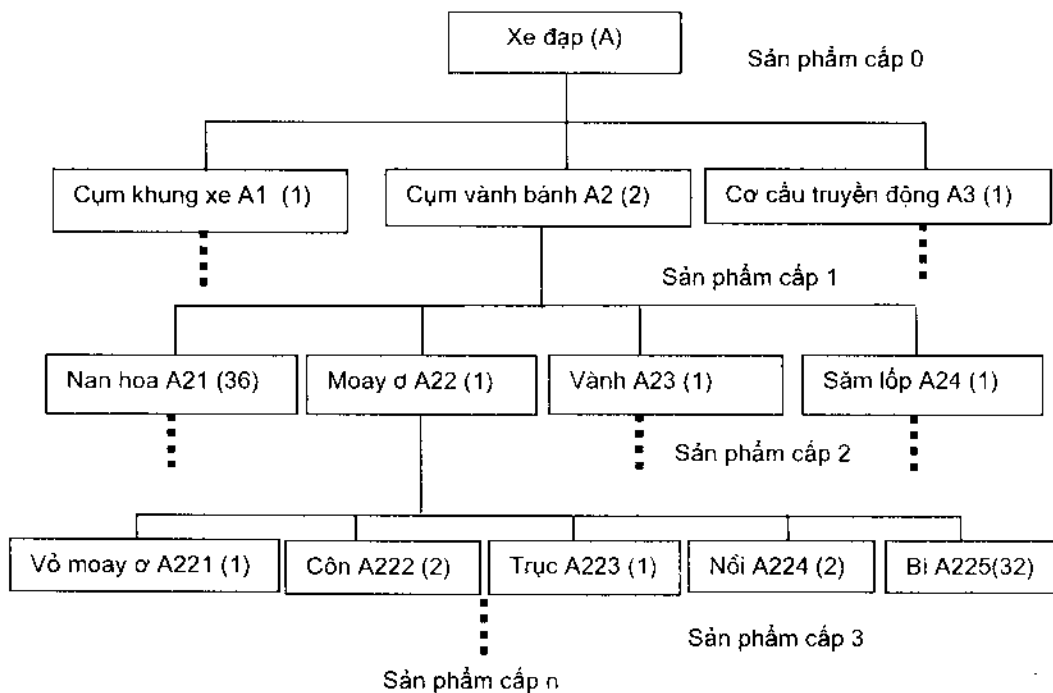 Xe đạp (A)
Sản phẩm cấp 0
Cụm khung xe A1 (1)
Cụm vành bánh A2 (2)
Cơ cấu truyền động A3 (1)
Sản phẩm cấp 1
Nan hoa A21 (36)
Moay ơ A22 (1)
Vành A23 (1)
Săm lốp A24 (1)
Sản phẩm cấp 2
Vỏ moay ơ A221 (1)
Côn A222 (2)
Trục A223 (1)
Nồi A224 (2)
Bi A225(32)
Sản phẩm cấp 3
Sản phẩm cấp n